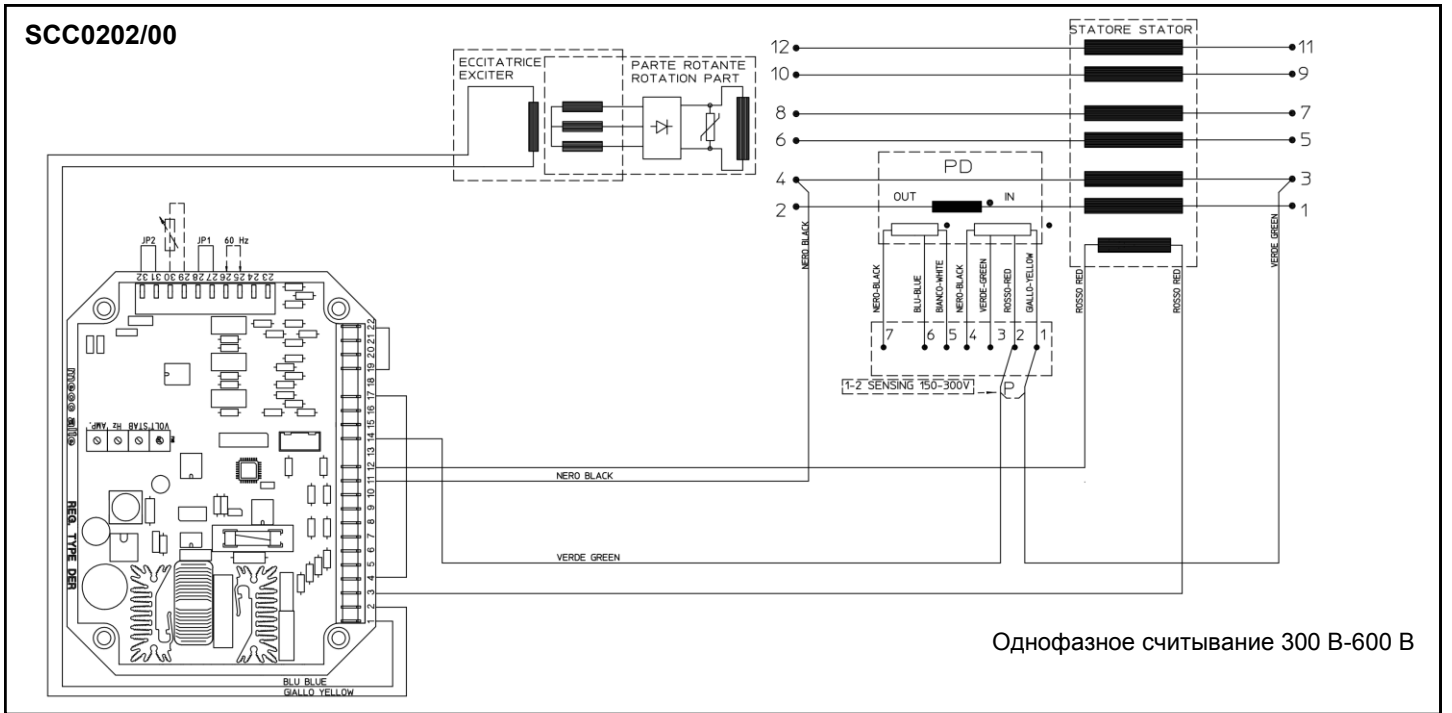 SCC0202/00
STATORE STATOR
ECCITATRICE
EXCITER
PARTE ROTANTE
ROTATION PART
12
11
10
9
8
7
6
5
4
3
2
1
PD
OUT
IN
NERO BLACK
VERDE GREEN
NERO-BLACK
BLU-BLUE
BIANCO-WHITE
NERO-BLACK
VERDE-GREEN
ROSSO-RED
GIALLO-YELLOW
ROSSO RED
ROSSO RED
7 6 5 4 3 2 1
1-2 SENSING 150-300V
P
JP2 JP1 60 Hz
32 31 30 29 28 27 26 25 24 23
22
21
20
19
18
17
16
15
14
13
12
11
10
9
8
7
6
5
4
3
2
1
mecc alte
VOLT STAB Hz AMP.
REG. TYPE DER
NERO BLACK
VERDE GREEN
Однофазное считывание 300 В-600 В
BLU BLUE
GIALLO YELLOW